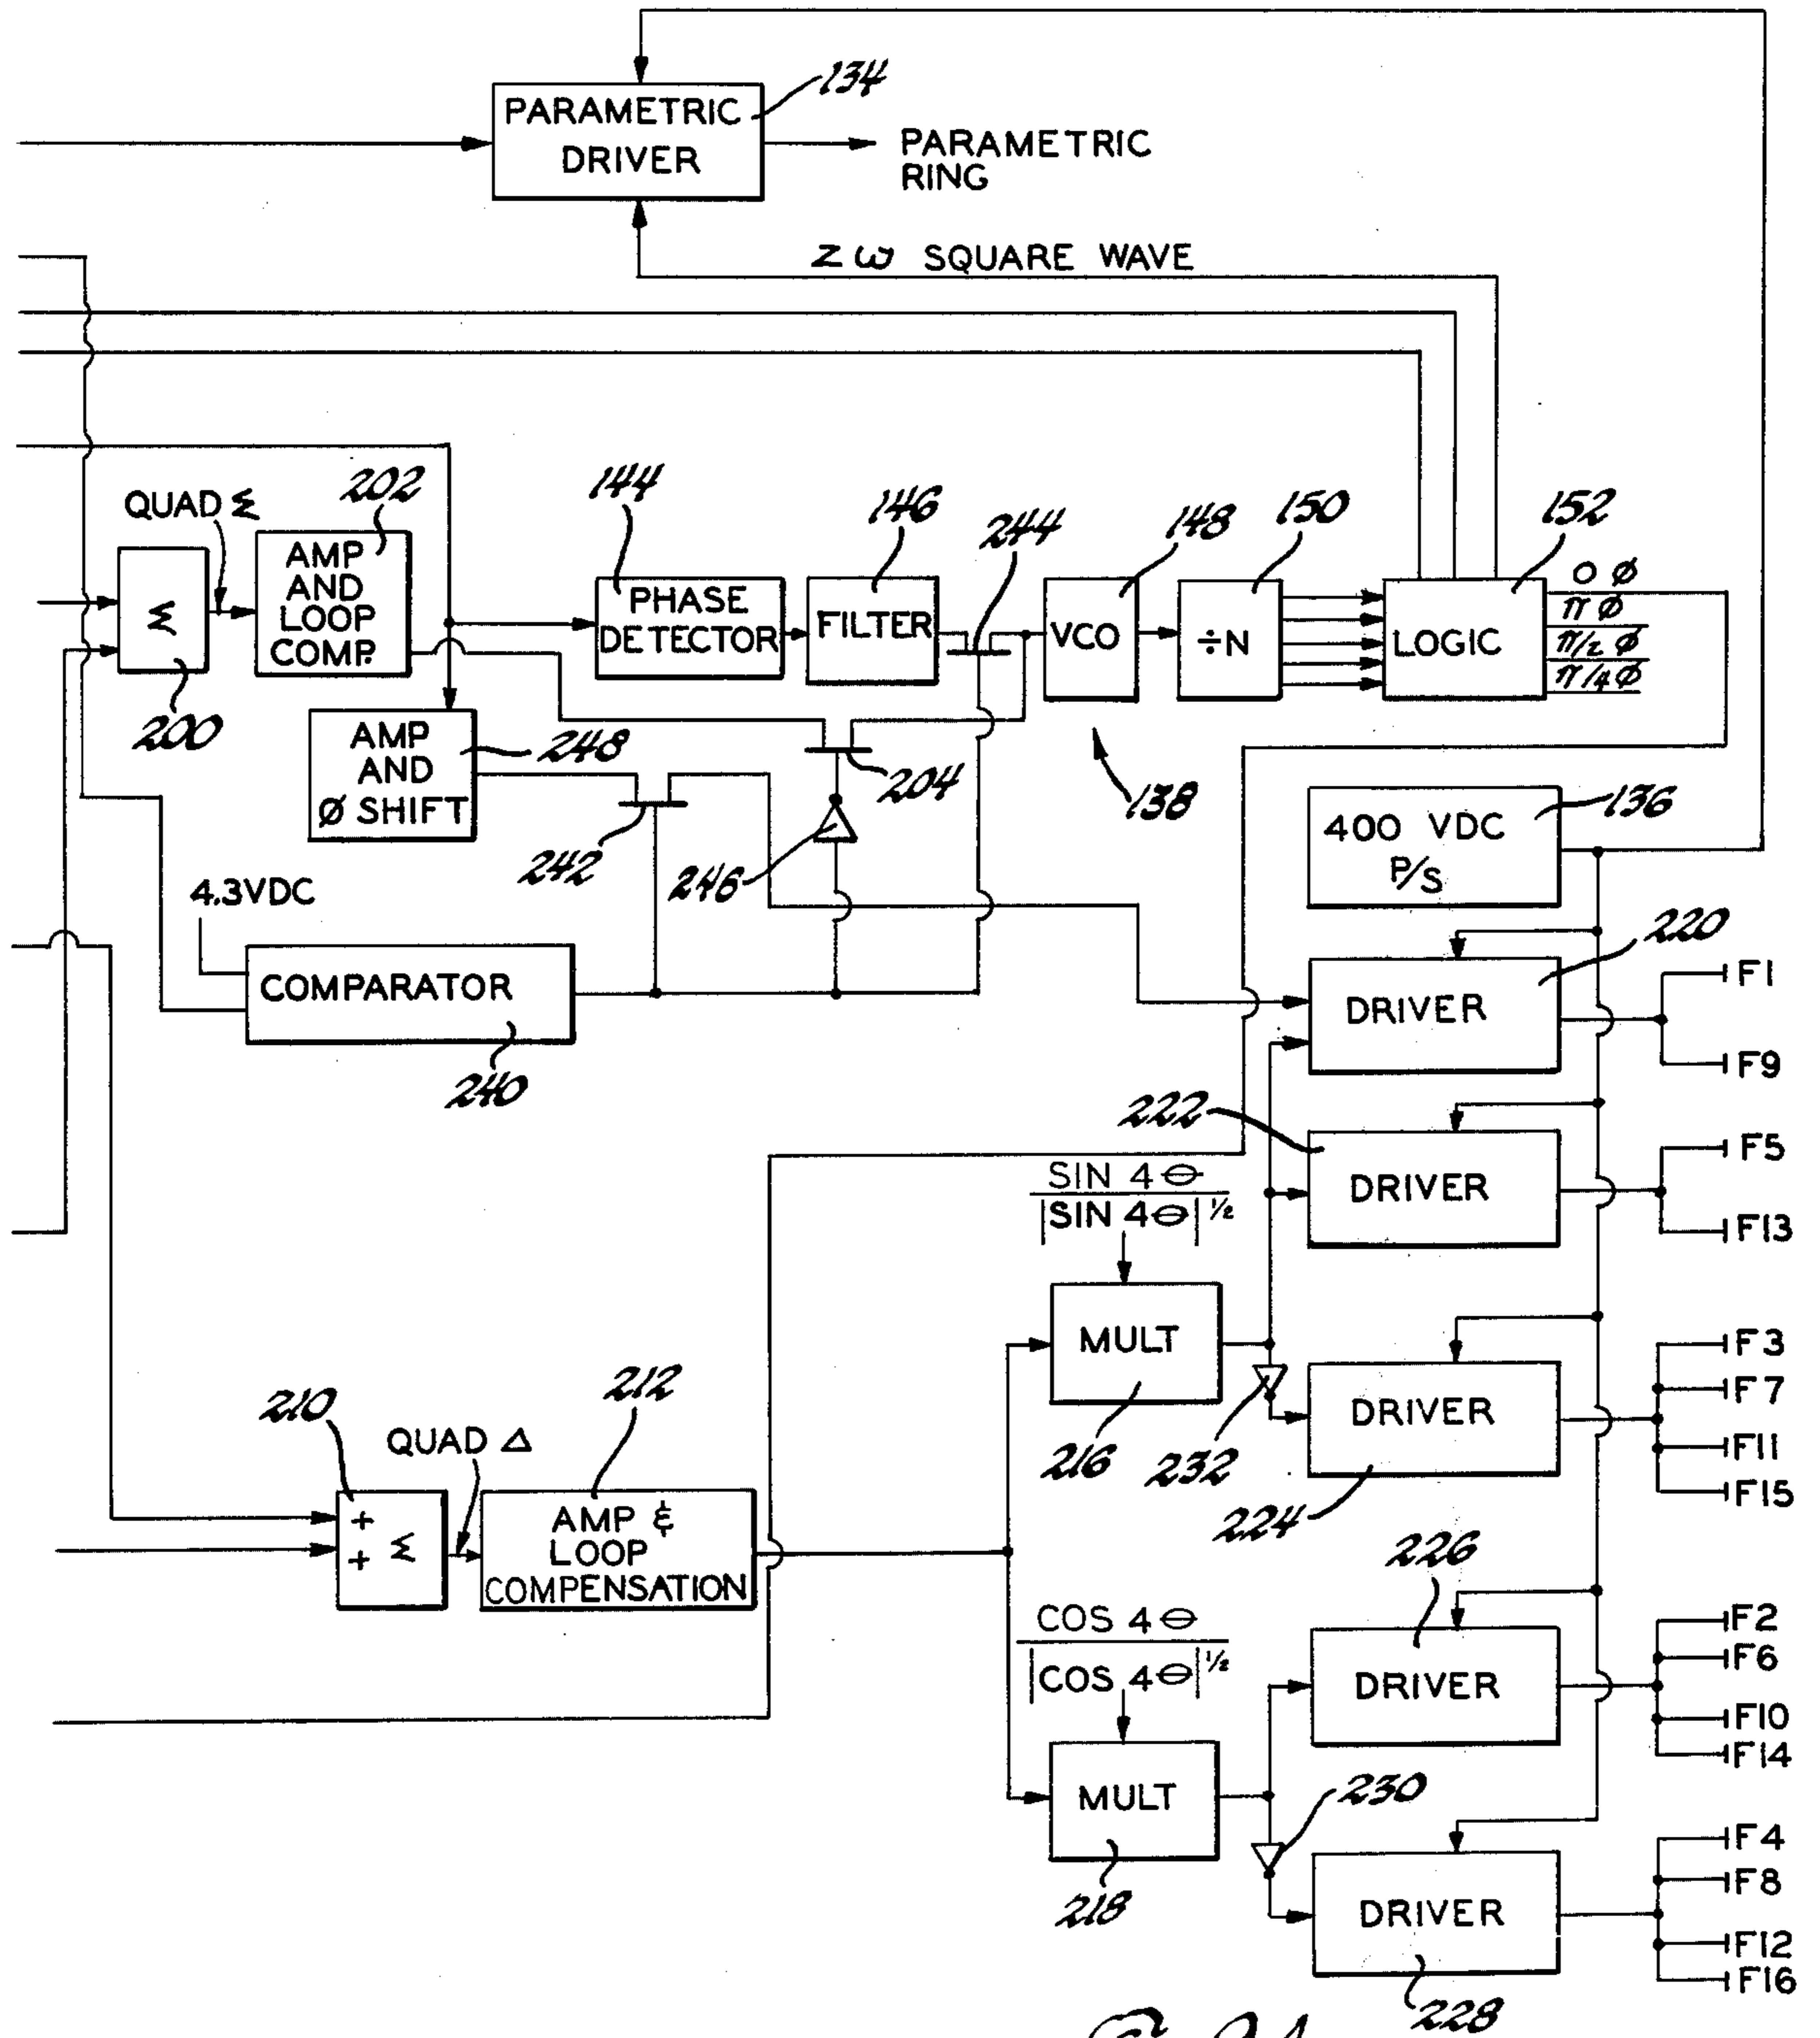 134
PARAMETRIC
DRIVER
PARAMETRIC
RING
Z ω SQUARE WAVE
QUAD Σ
202
AMP
AND
LOOP
COMP.
Σ
200
144
PHASE
DETECTOR
146
FILTER
244
148
VCO
150
÷N
152
LOGIC
O Ø
π Ø
π/2 Ø
π/4 Ø
AMP
AND
Ø SHIFT
248
204
138
242
246
136
400 VDC
P/S
4.3VDC
COMPARATOR
240
220
DRIVER
F1
F9
222
DRIVER
F5
F13
SIN 4 θ
|SIN 4θ| 1/2
MULT
216
232
DRIVER
224
F3
F7
F11
F15
210
QUAD Δ
212
+
+ Σ
AMP &
LOOP
COMPENSATION
226
DRIVER
F2
F6
F10
F14
COS 4 θ
|COS 4θ| 1/2
MULT
218
230
DRIVER
228
F4
F8
F12
F16